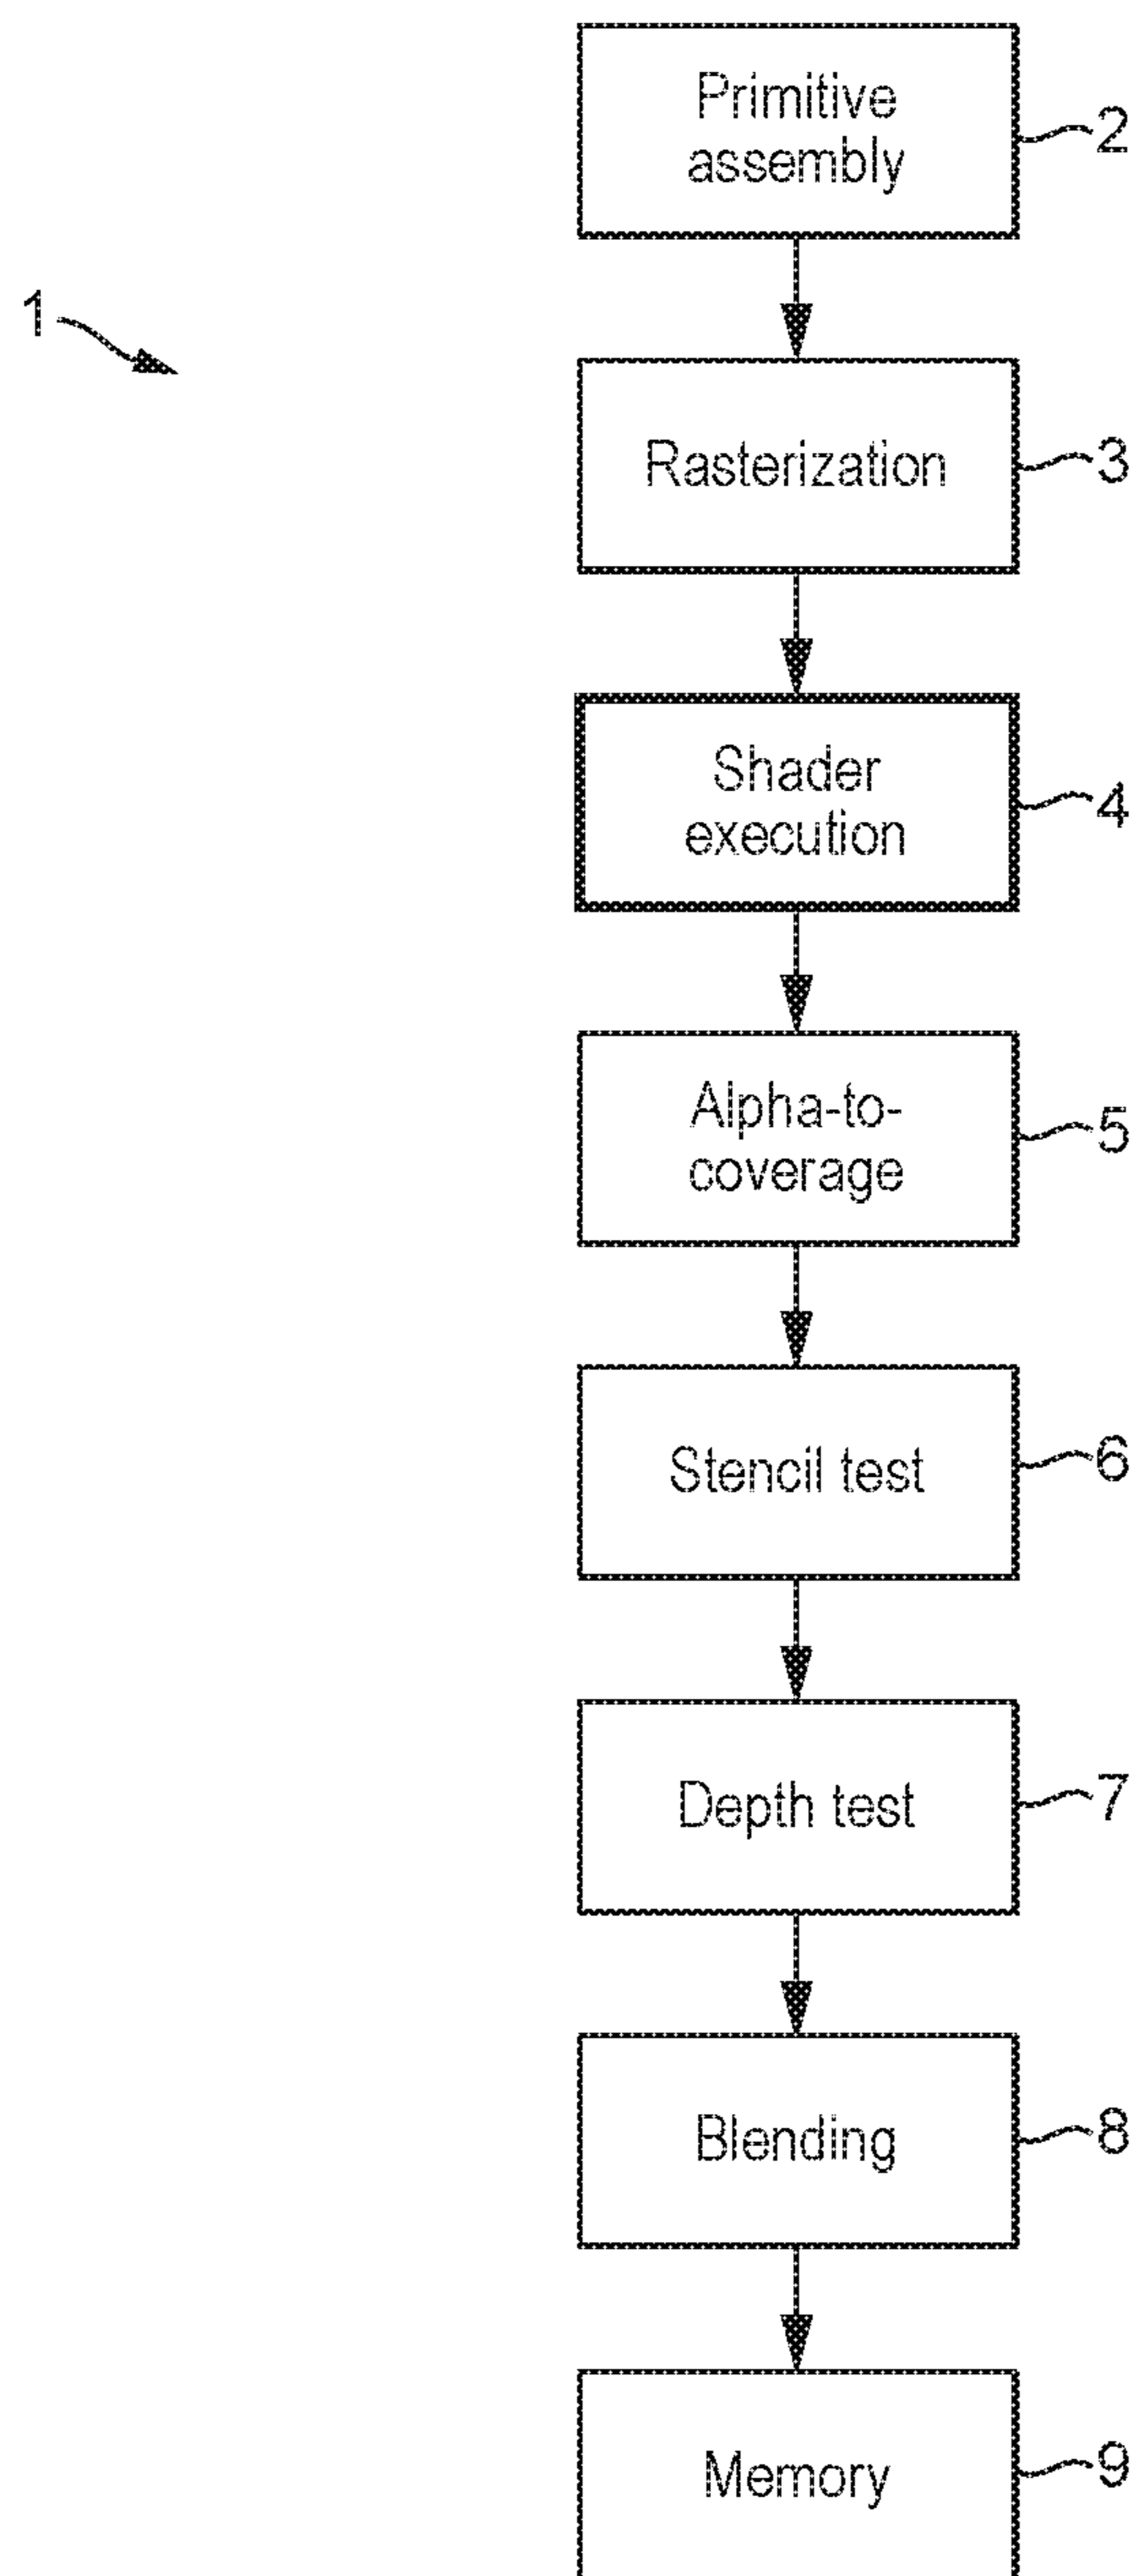 Primitive
assembly
2
1
Rasterization
3
Shader
execution
4
Alpha-to-
coverage
5
Stencil test
6
Depth test
7
Blending
8
Memory
9